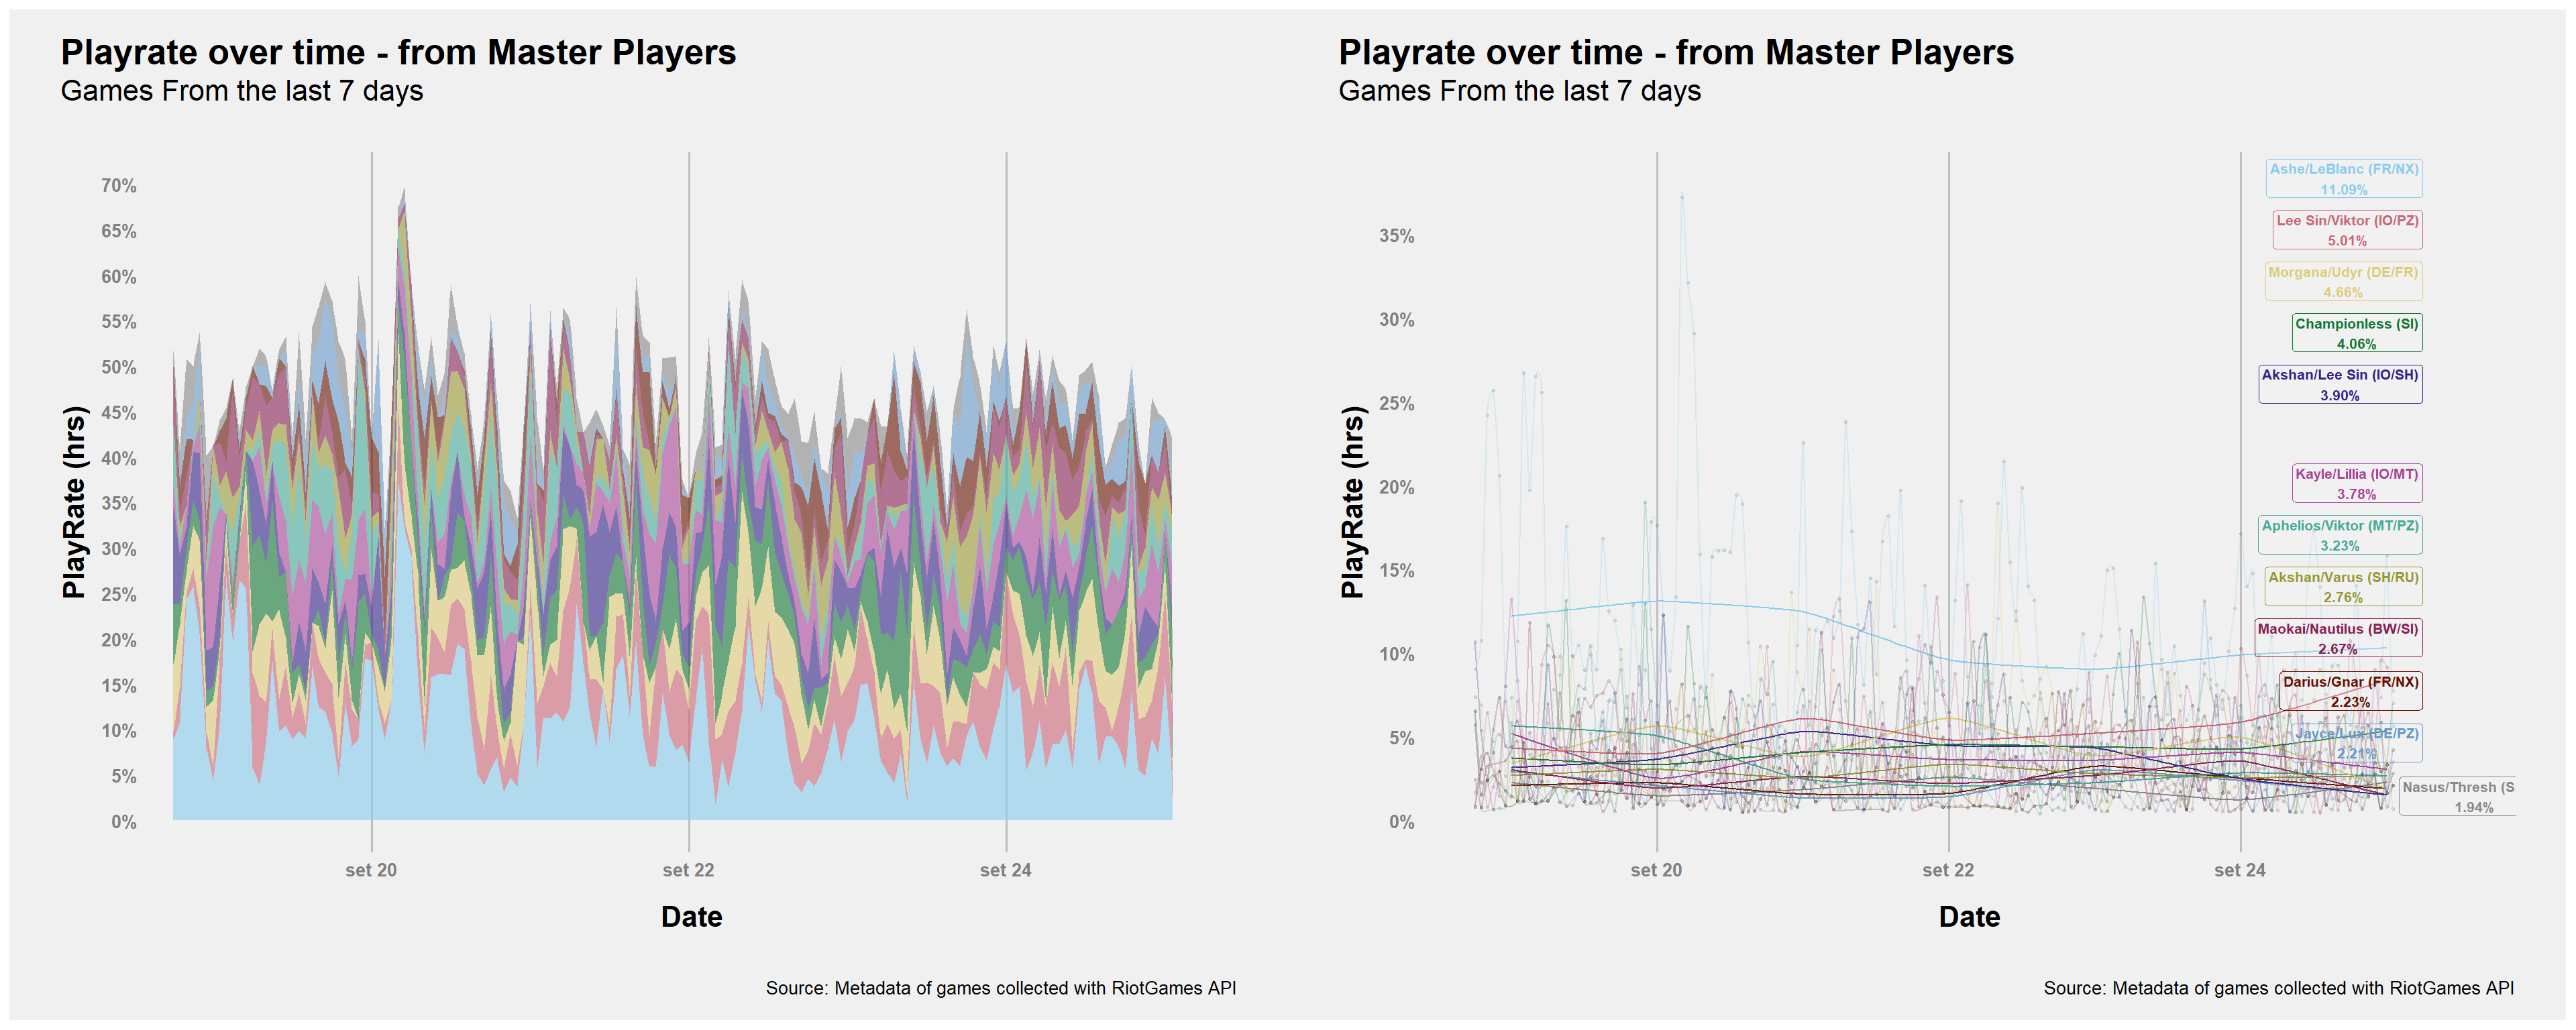 Playrate over time - from Master Players
Games From the last 7 days
70%
65%
60%
55%
50%
45%
40%
35%
30%
25%
20%
15%
10%
5%
0%
PlayRate (hrs)
set 20
set 22
set 24
Date
Source: Metadata of games collected with RiotGames API
Playrate over time - from Master Players
Games From the last 7 days
35%
30%
25%
20%
15%
10%
5%
0%
PlayRate (hrs)
set 20
set 22
set 24
Date
Ashe/LeBlanc (FR/NX)
11.09%
Lee Sin/Viktor (IO/PZ)
5.01%
Morgana/Udyr (DE/FR)
4.66%
Championless (SI)
4.06%
Akshan/Lee Sin (IO/SH)
3.90%
Kayle/Lillia (IO/MT)
3.78%
Aphelios/Viktor (MT/PZ)
3.23%
Akshan/Varus (SH/RU)
2.76%
Maokai/Nautilus (BW/SI)
2.67%
Darius/Gnar (FR/NX)
2.23%
Jayce/Lux (DE/PZ)
2.21%
Nasus/Thresh (S
1.94%
Source: Metadata of games collected with RiotGames API